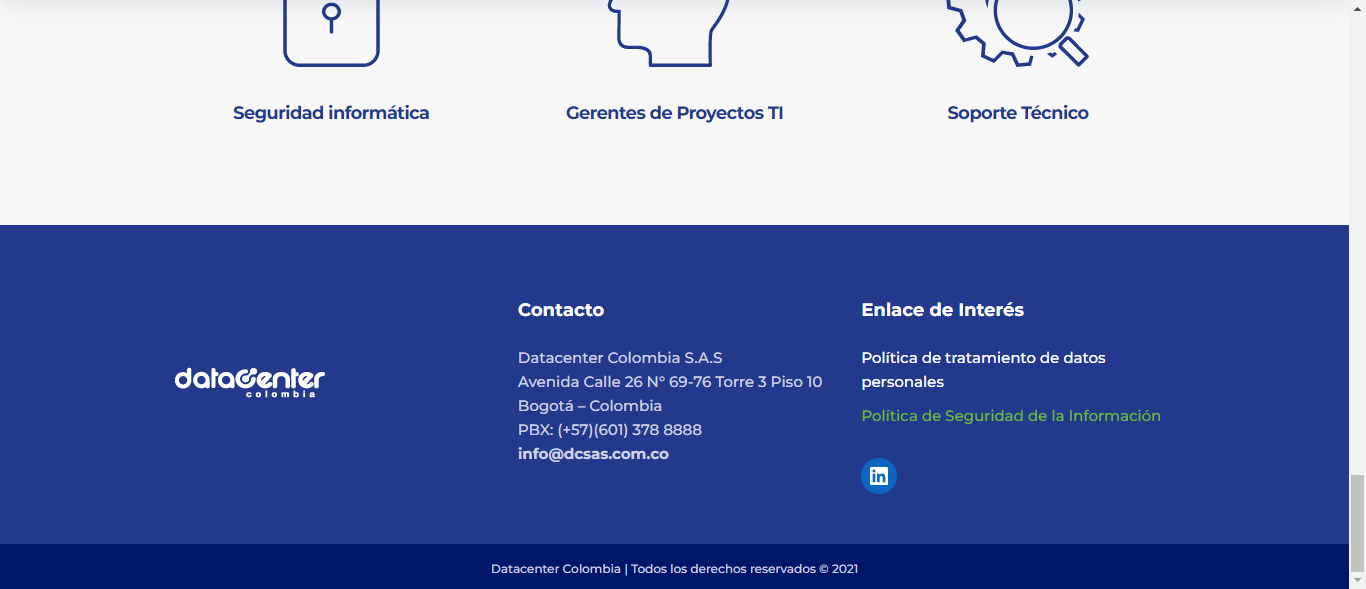 Seguridad informática
Gerentes de Proyectos TI
Soporte Técnico
datacenter
colombia
Contacto
Datacenter Colombia S.A.S
Avenida Calle 26 N° 69-76 Torre 3 Piso 10
Bogotá – Colombia
PBX: (+57)(601) 378 8888
info@dcsas.com.co
Enlace de Interés
Política de tratamiento de datos
personales
Política de Seguridad de la Información
in
Datacenter Colombia | Todos los derechos reservados © 2021